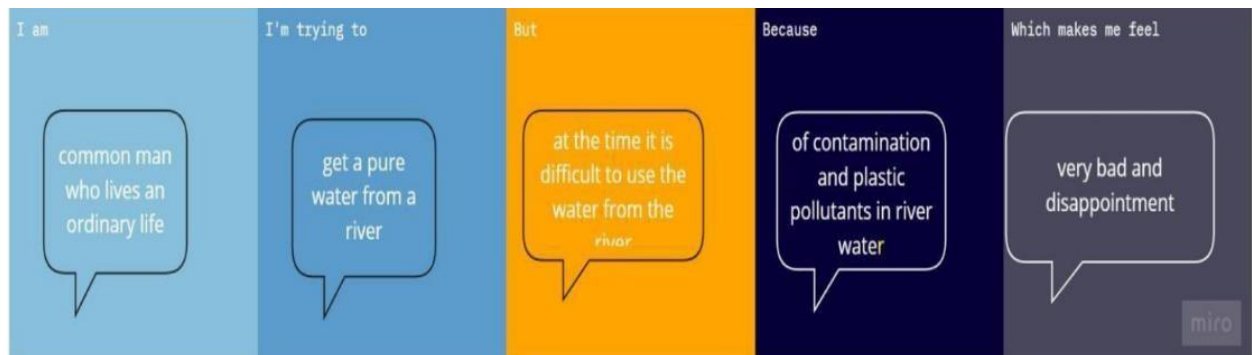 I am
common man
who lives an
ordinary life
I'm trying to
get a pure
water from a
river
But
at the time it is
difficult to use the
water from the
river
Because
of contamination
and plastic
pollutants in river
water
Which makes me feel
very bad and
disappointment
miro